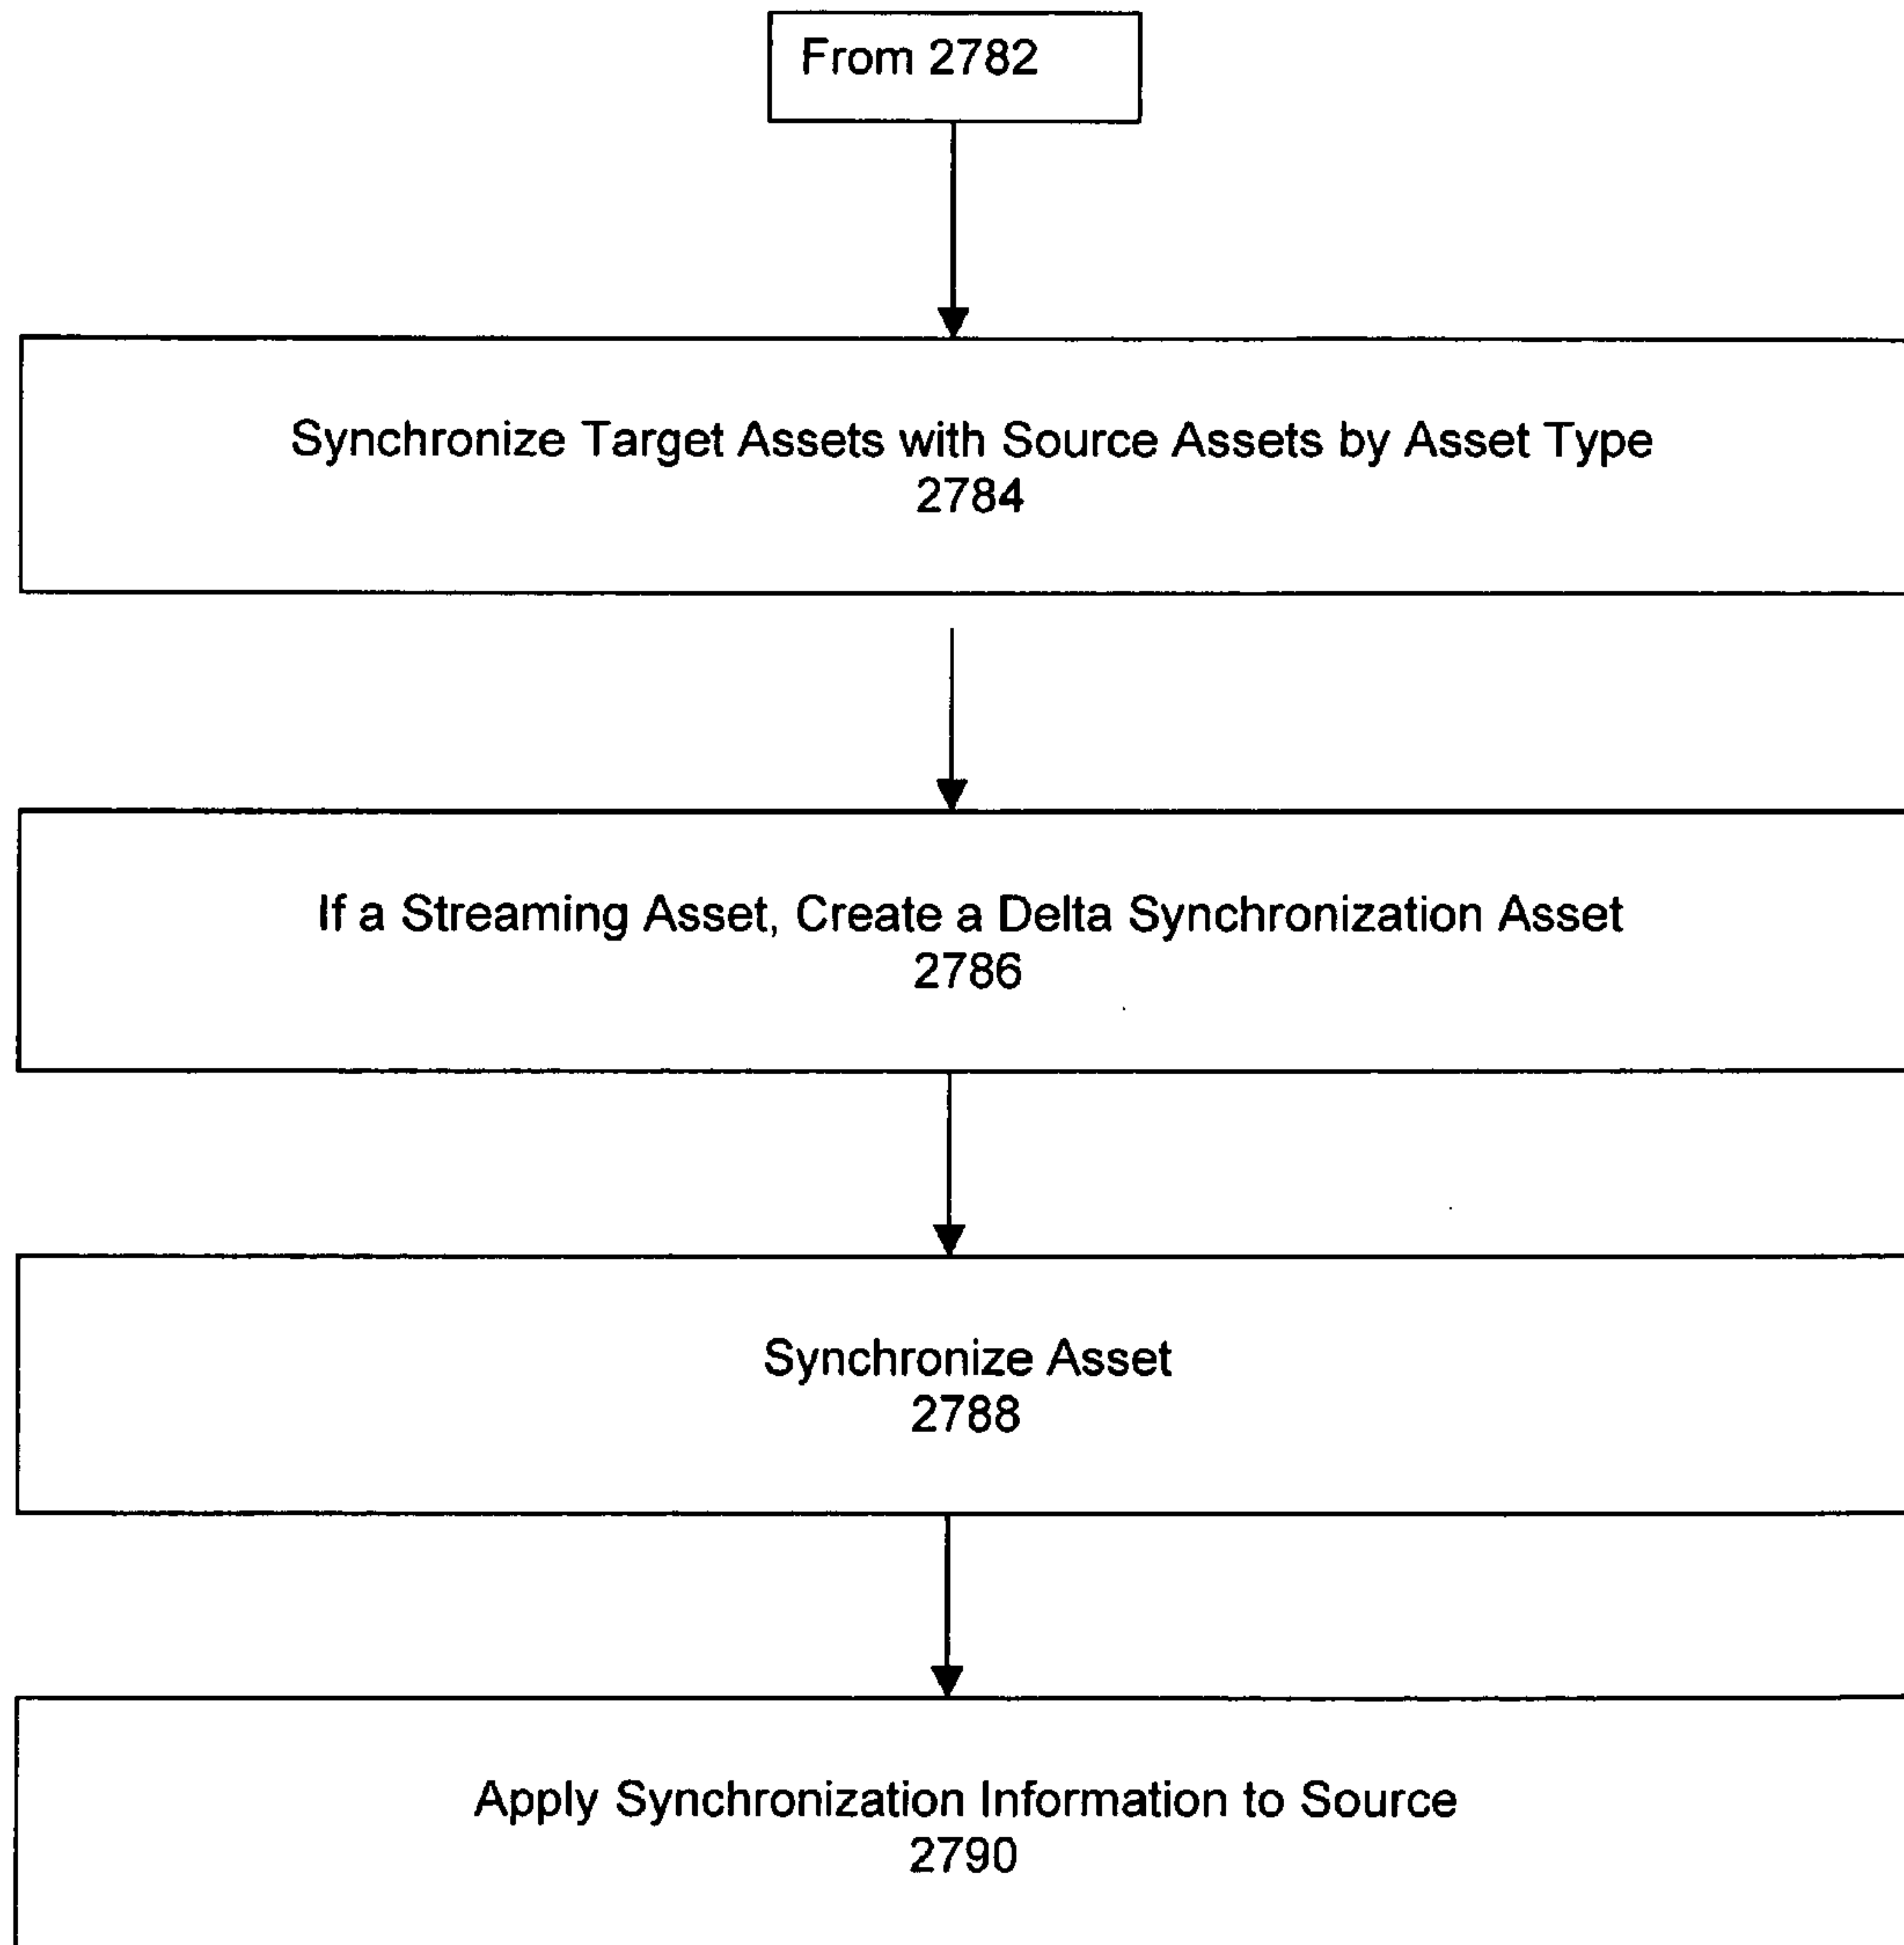 From 2782
Synchronize Target Assets with Source Assets by Asset Type
2784
If a Streaming Asset, Create a Delta Synchronization Asset
2786
Synchronize Asset
2788
Apply Synchronization Information to Source
2790